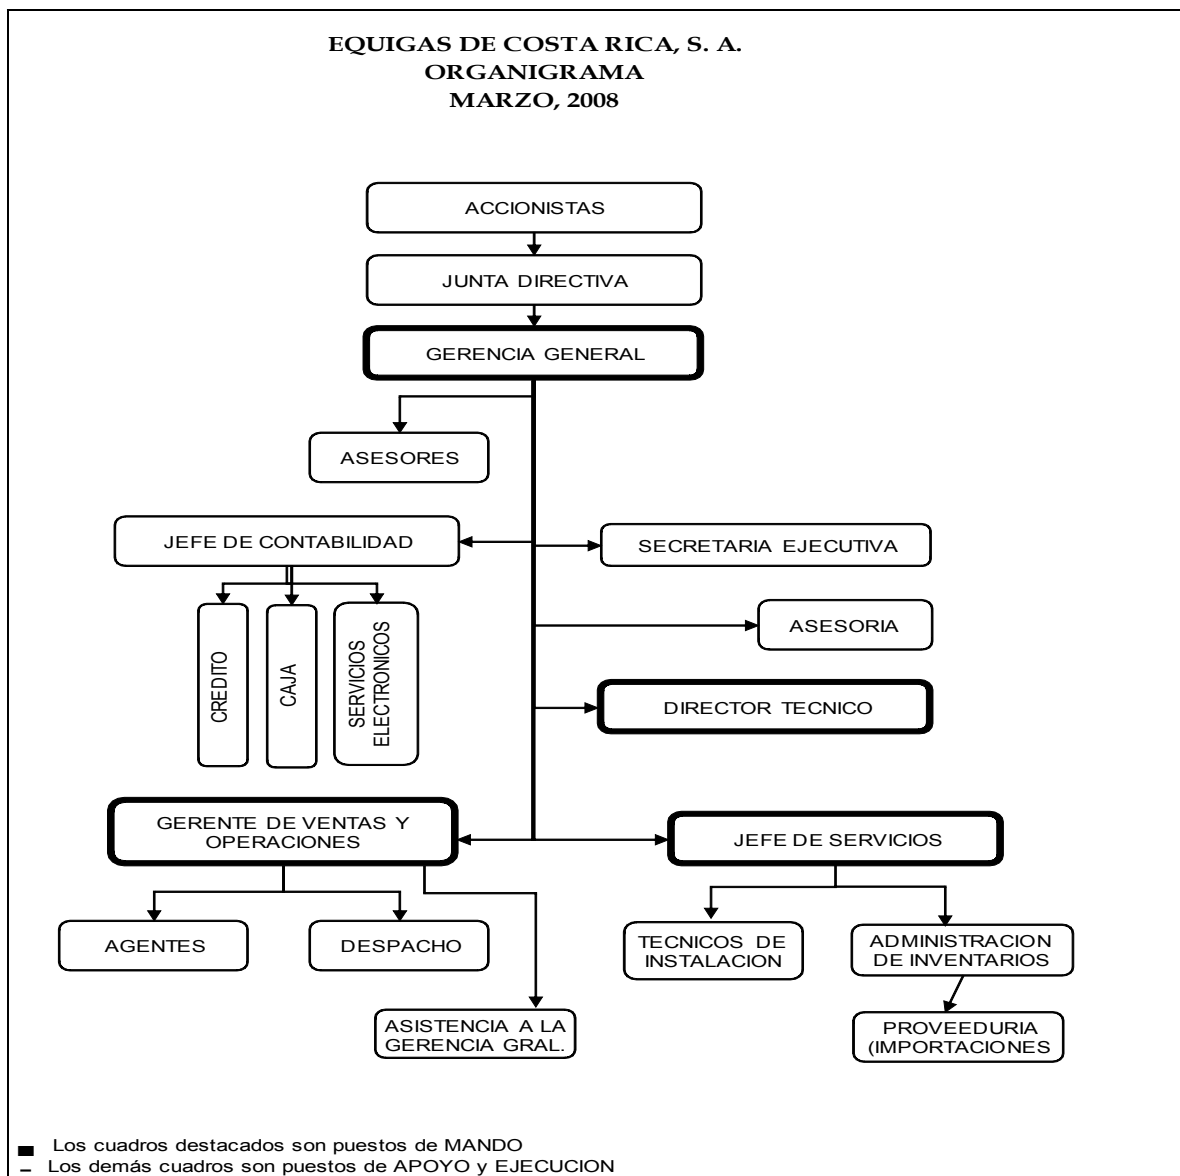 EQUIGAS DE COSTA RICA, S. A.
ORGANIGRAMA
MARZO, 2008
ACCIONISTAS
JUNTA DIRECTIVA
GERENCIA GENERAL
ASESORES
JEFE DE CONTABILIDAD
SECRETARIA EJECUTIVA
CREDITO
CAJA
SERVICIOS
ELECTRONICOS
ASESORIA
DIRECTOR TECNICO
GERENTE DE VENTAS Y
OPERACIONES
JEFE DE SERVICIOS
AGENTES
DESPACHO
TECNICOS DE
INSTALACION
ADMINISTRACION
DE INVENTARIOS
ASISTENCIA A LA
GERENCIA GRAL.
PROVEEDURIA
(IMPORTACIONES
Los cuadros destacados son puestos de MANDO
Los demás cuadros son puestos de APOYO y EJECUCION